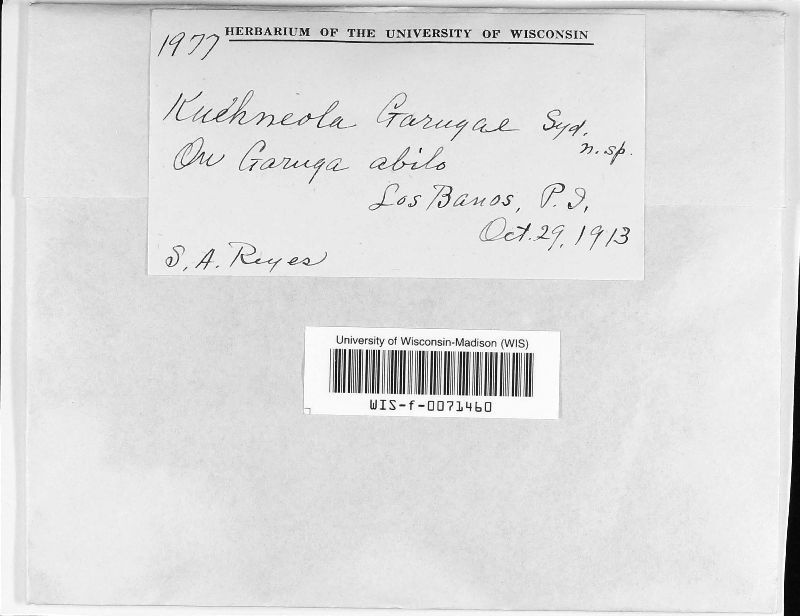 1977
HERBARIUM OF THE UNIVERSITY OF WISCONSIN
Kuehneola Garugae Syd.
n.sp.
On Garuga abilo
Los Banos, P.I.
Oct. 29, 1913
S. A. Reyes
University of Wisconsin-Madison (WIS)
WIS-f-0071460